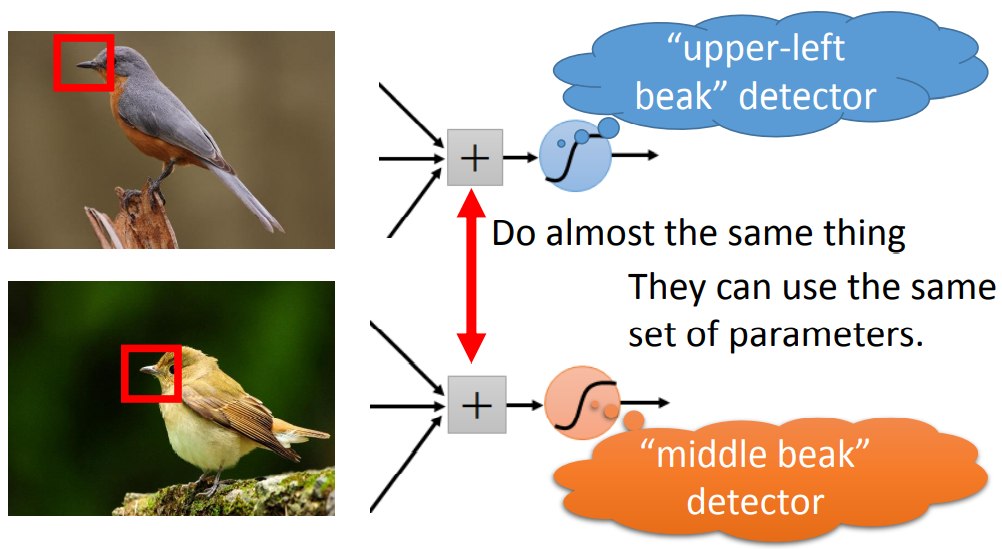 “upper-left
beak” detector
+
Do almost the same thing
They can use the same
set of parameters.
+
“middle beak”
detector